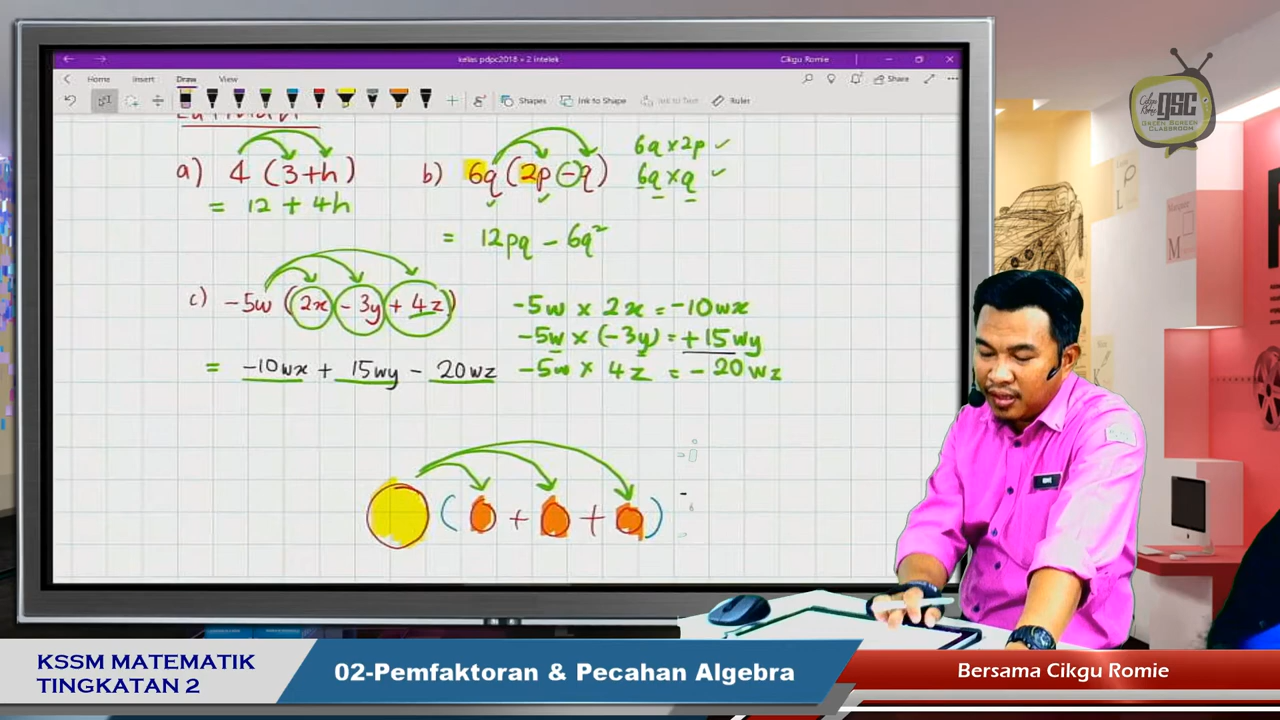 kelas pdpc2018 » 2 intelek
Cikgu Romie
Home Insert Draw View
Share
Shapes Ink to Shape Ink to Text Ruler
a) 4 (3+h)
= 12 + 4h
b) 6q (2p - q)
6q × 2p ✓
6q × q ✓
= 12pq - 6q²
c) -5w (2x - 3y + 4z)
= -10wx + 15wy - 20wz
-5w × 2x = -10wx
-5w × (-3y) = +15wy
-5w × 4z = -20wz
( + + )
GSC
GREEN SCREEN
CLASSROOM
KSSM MATEMATIK
TINGKATAN 2
02-Pemfaktoran & Pecahan Algebra
Bersama Cikgu Romie